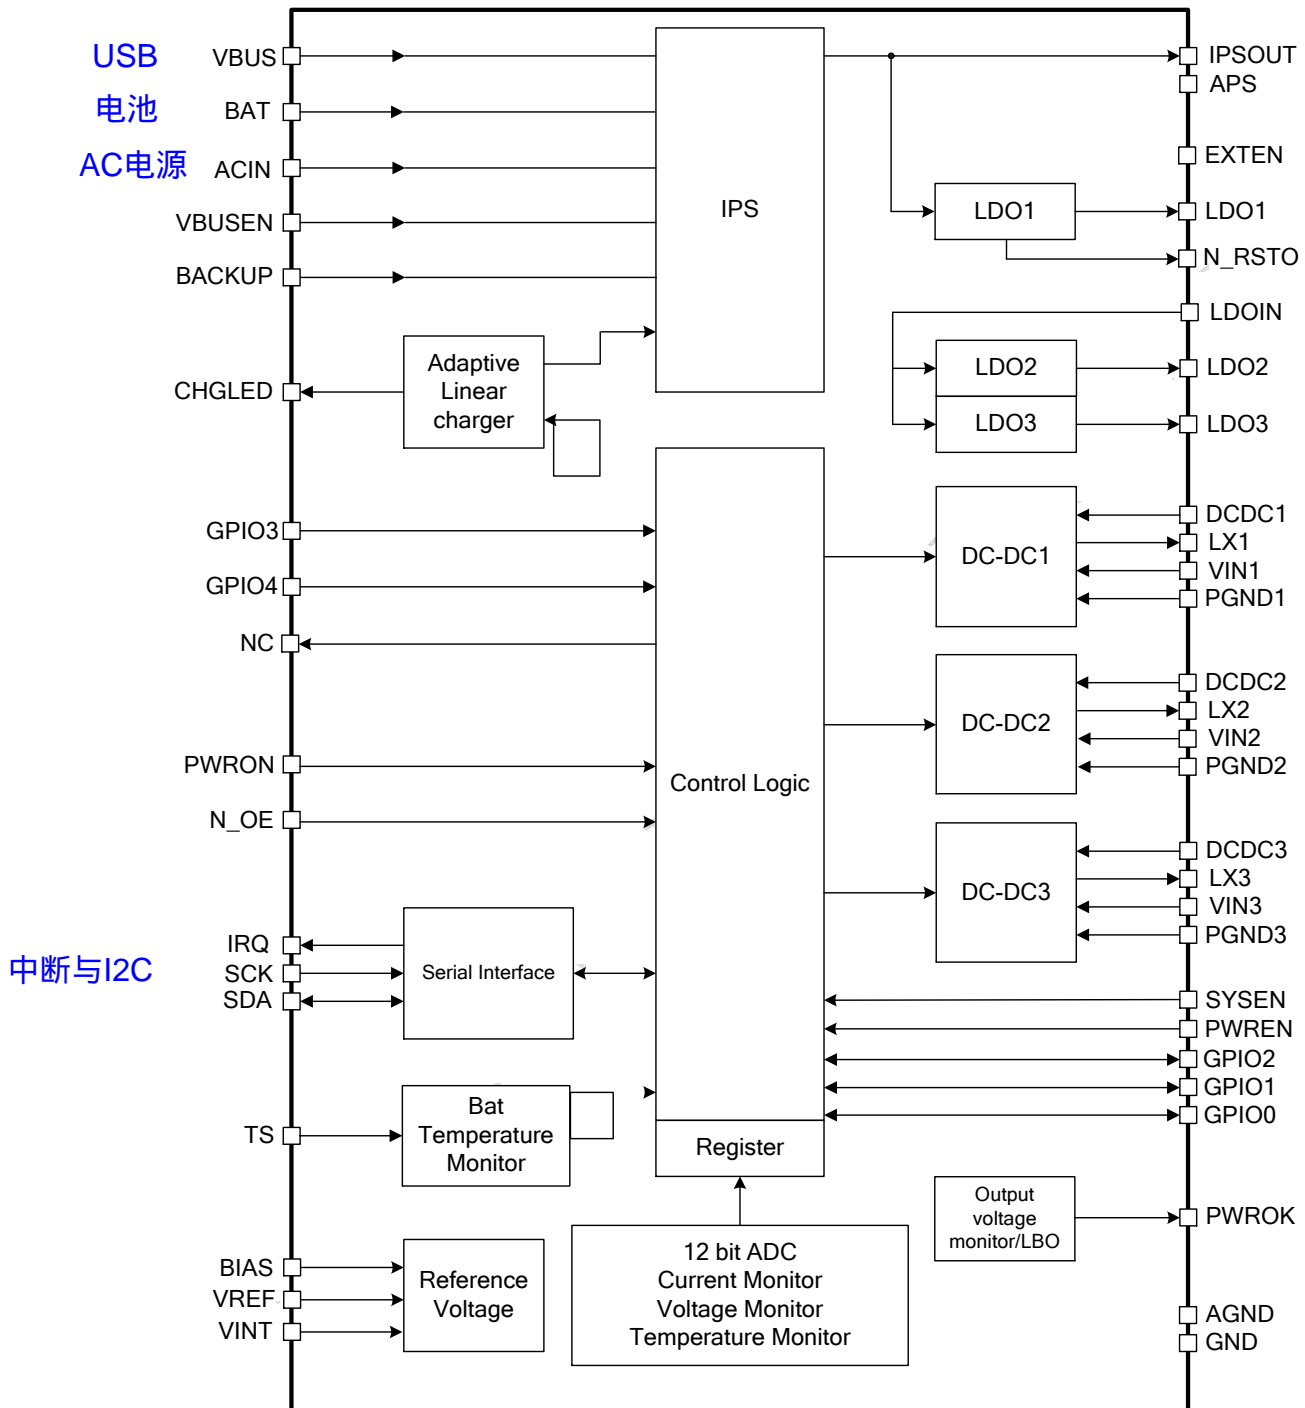 USB
VBUS
电池
BAT
AC电源
ACIN
VBUSEN
BACKUP
CHGLED
GPIO3
GPIO4
NC
PWRON
N_OE
中断与I2C
IRQ
SCK
SDA
TS
BIAS
VREF
VINT
IPS
Adaptive
Linear
charger
Control Logic
Serial Interface
Bat
Temperature
Monitor
Register
Reference
Voltage
12 bit ADC
Current Monitor
Voltage Monitor
Temperature Monitor
LDO1
LDO2
LDO3
DC-DC1
DC-DC2
DC-DC3
Output
voltage
monitor/LBO
IPSOUT
APS
EXTEN
LDO1
N_RSTO
LDOIN
LDO2
LDO3
DCDC1
LX1
VIN1
PGND1
DCDC2
LX2
VIN2
PGND2
DCDC3
LX3
VIN3
PGND3
SYSEN
PWREN
GPIO2
GPIO1
GPIO0
PWROK
AGND
GND